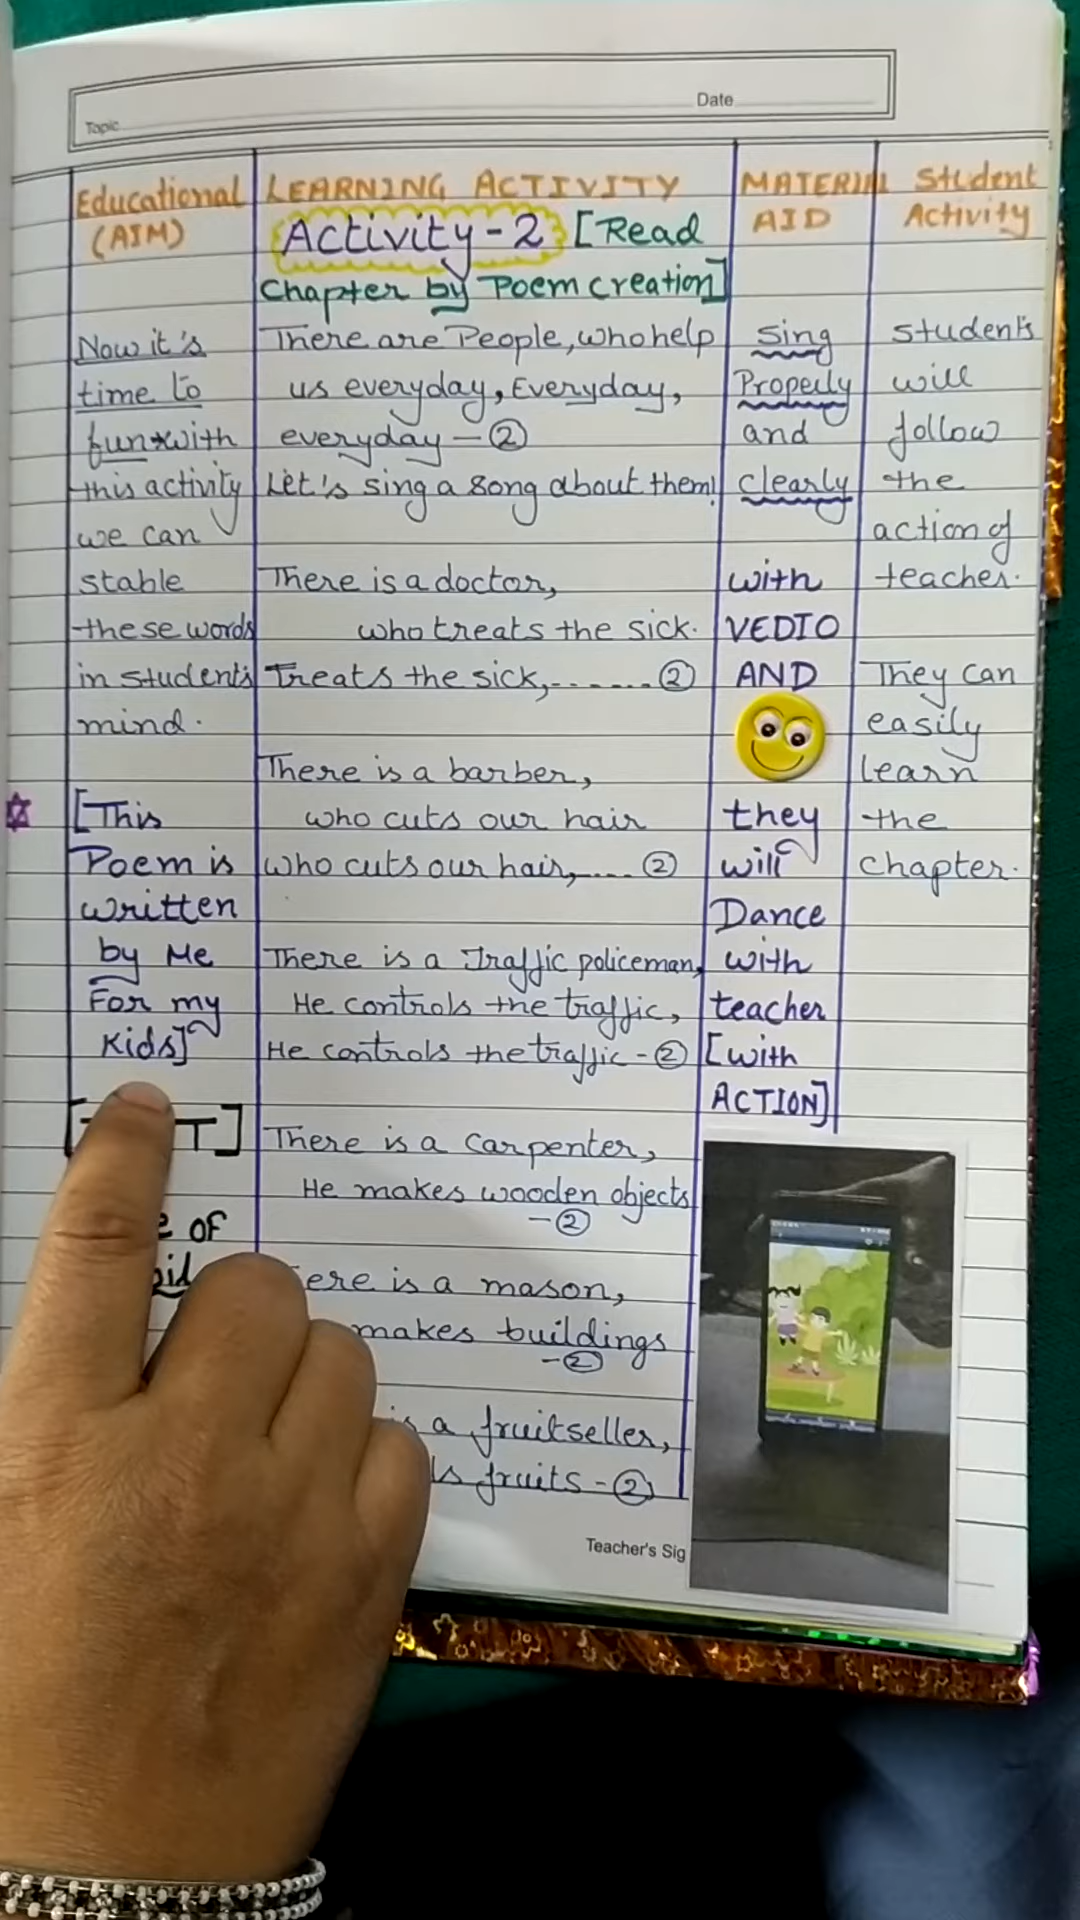 Topic
Date
Educational
(AIM)
LEARNING ACTIVITY
MATERIAL
AID
Student
Activity
Activity-2 [Read
Chapter by Poem creation]
Now it's
time to
fun with
this activity
we can
stable
these words
in student's
mind.
[This
Poem is
written
by Me
For my
Kids]
T]
OF
There are People, who help
us everyday, Everyday,
everyday - ②
Let's sing a song about them!
There is a doctor,
who treats the sick.
Treats the sick,....... ②
There is a barber,
who cuts our hair
who cuts our hair,.... ②
There is a Traffic policeman,
He controls the traffic,
He controls the traffic - ②
There is a carpenter,
He makes wooden objects
- ②
ere is a mason,
makes buildings
- ②
is a fruitseller,
ls fruits - ②
Sing
Properly
and
clearly
with
VEDIO
AND
they
will
Dance
with
teacher
[with
ACTION]
students
will
follow
the
action of
teacher.
They can
easily
learn
the
chapter.
Teacher's Sig